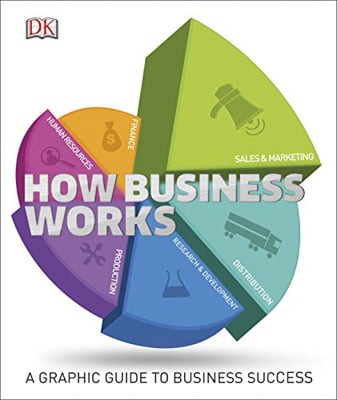 DK
HUMAN RESOURCES
FINANCE
SALES & MARKETING
HOW BUSINESS
WORKS
PRODUCTION
RESEARCH & DEVELOPMENT
DISTRIBUTION
A GRAPHIC GUIDE TO BUSINESS SUCCESS